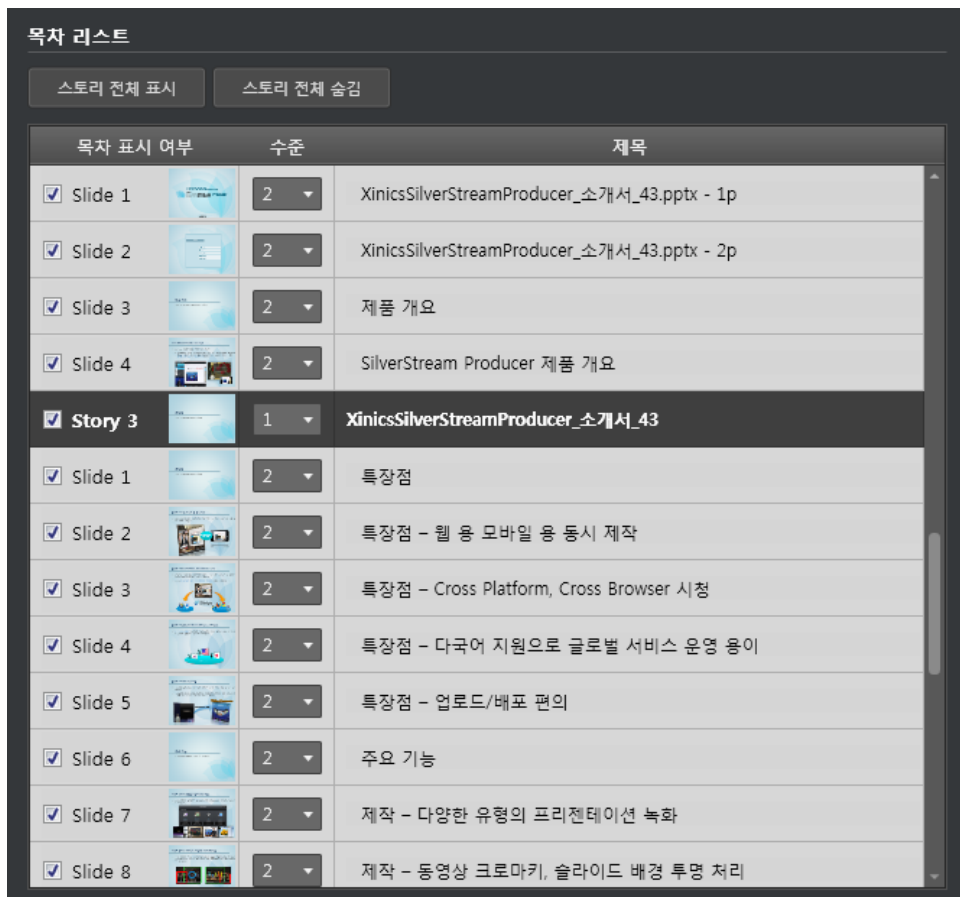 목차 리스트
스토리 전체 표시 스토리 전체 숨김
목차 표시 여부 수준 제목
Slide 1 2 XinicsSilverStreamProducer_소개서_43.pptx - 1p
Slide 2 2 XinicsSilverStreamProducer_소개서_43.pptx - 2p
Slide 3 2 제품 개요
Slide 4 2 SilverStream Producer 제품 개요
Story 3 1 XinicsSilverStreamProducer_소개서_43
Slide 1 2 특장점
Slide 2 2 특장점 – 웹 용 모바일 용 동시 제작
Slide 3 2 특장점 – Cross Platform, Cross Browser 시청
Slide 4 2 특장점 – 다국어 지원으로 글로벌 서비스 운영 용이
Slide 5 2 특장점 – 업로드/배포 편의
Slide 6 2 주요 기능
Slide 7 2 제작 – 다양한 유형의 프리젠테이션 녹화
Slide 8 2 제작 – 동영상 크로마키, 슬라이드 배경 투명 처리